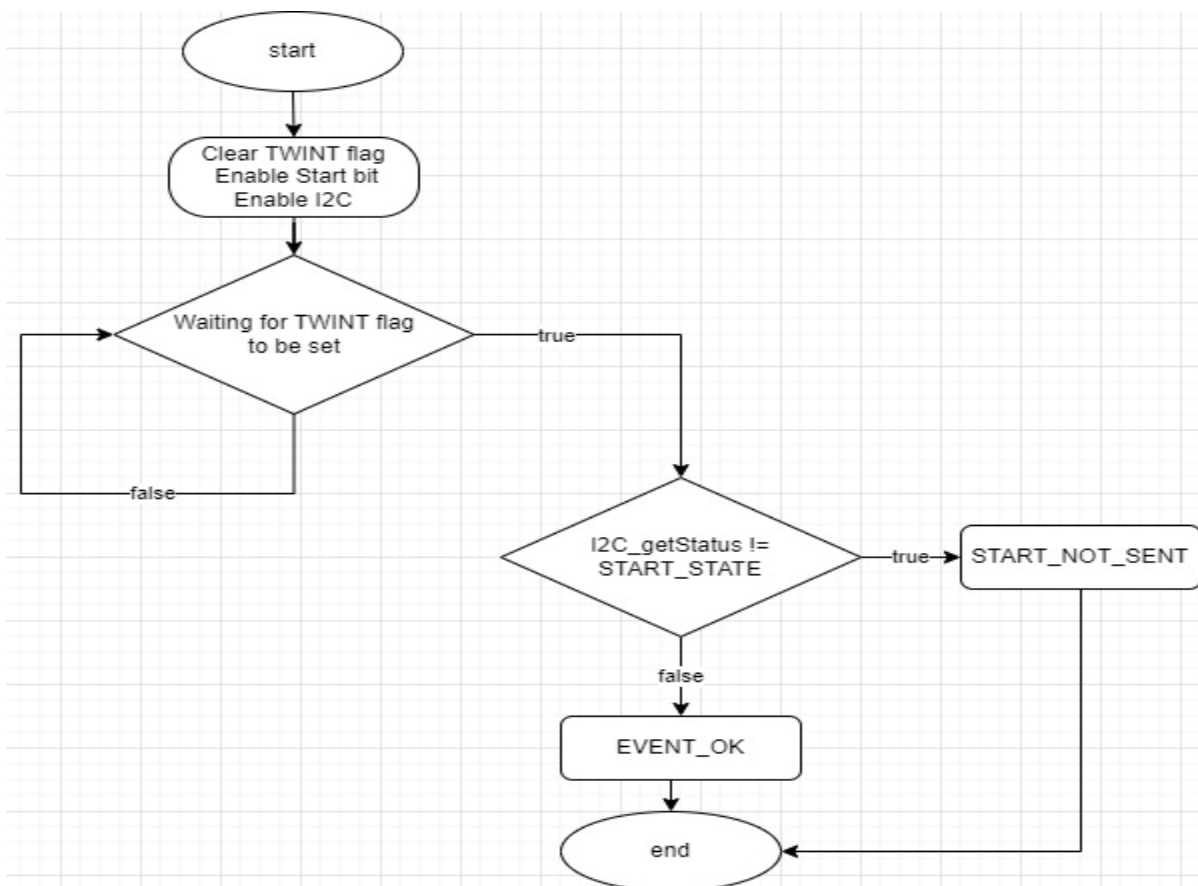 start
Clear TWINT flag
Enable Start bit
Enable I2C
Waiting for TWINT flag
to be set
true
false
I2C_getStatus !=
START_STATE
true
START_NOT_SENT
false
EVENT_OK
end